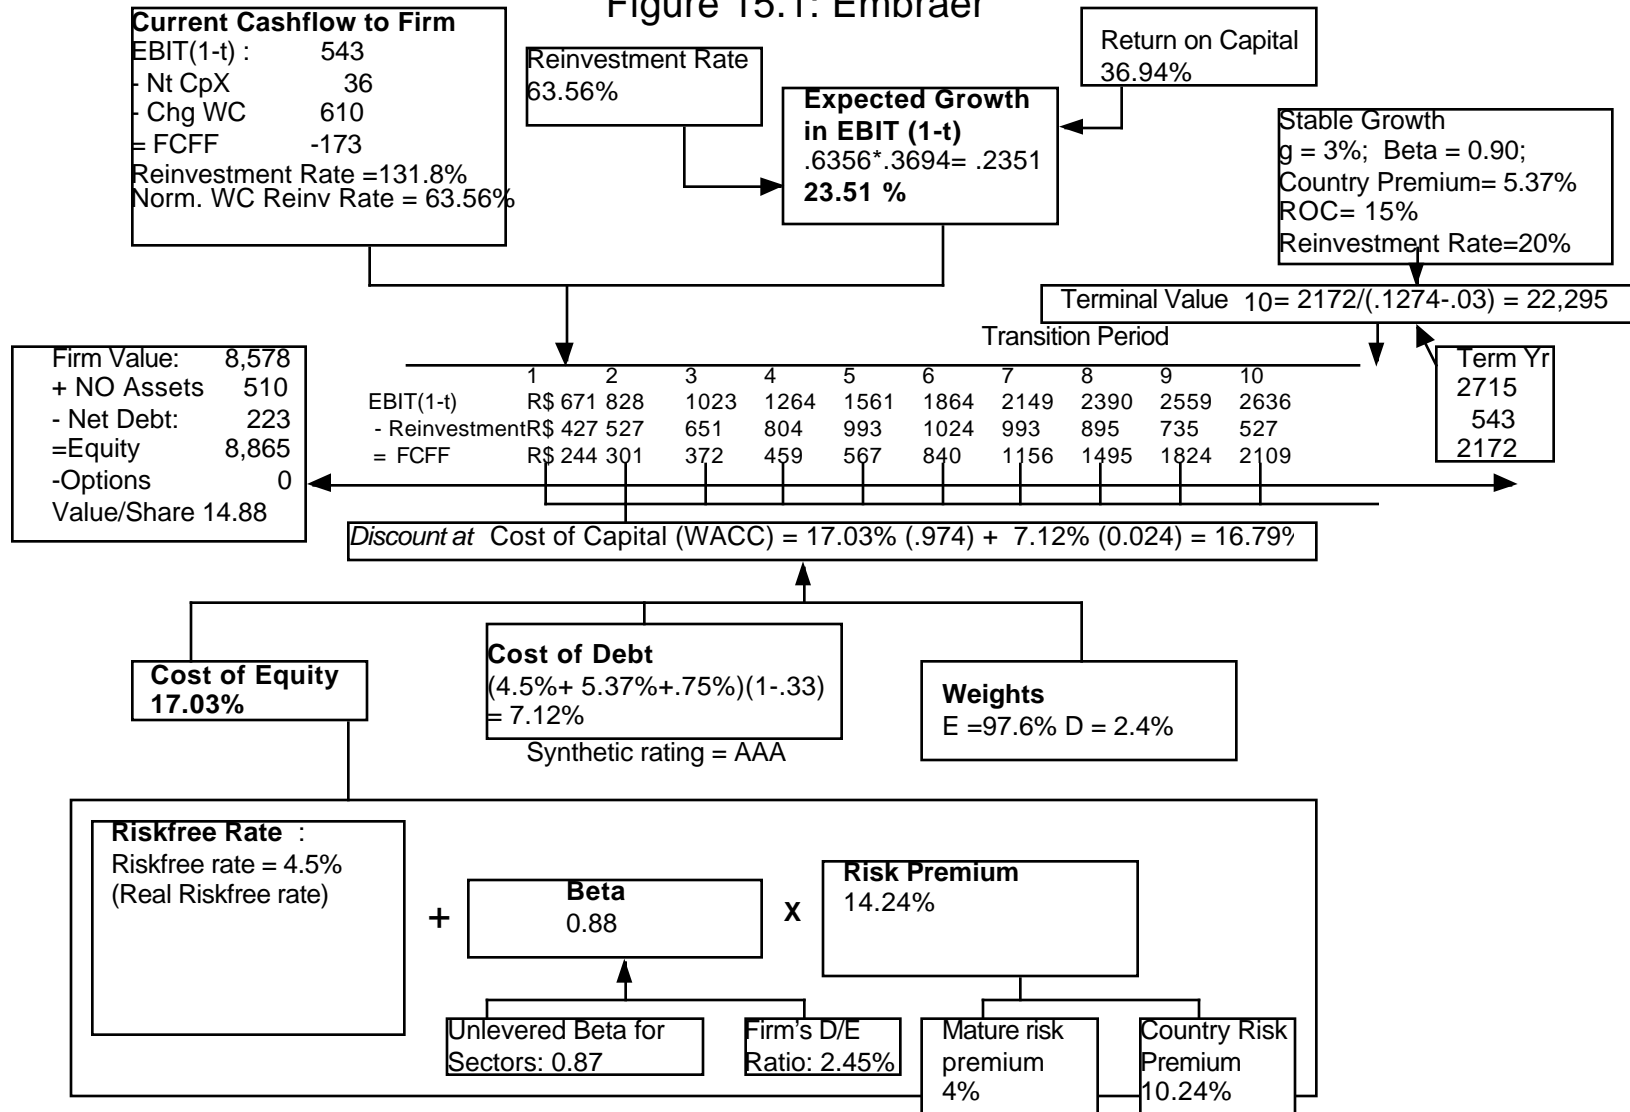 Figure 15.1: Embraer
Current Cashflow to Firm
EBIT(1-t) : 543
- Nt CpX 36
- Chg WC 610
= FCFF -173
Reinvestment Rate =131.8%
Norm. WC Reinv Rate = 63.56%
Reinvestment Rate
63.56%
Expected Growth
in EBIT (1-t)
.6356*.3694= .2351
23.51 %
Return on Capital
36.94%
Stable Growth
g = 3%; Beta = 0.90;
Country Premium= 5.37%
ROC= 15%
Reinvestment Rate=20%
Terminal Value 10= 2172/(.1274-.03) = 22,295
Transition Period
Firm Value: 8,578
+ NO Assets 510
- Net Debt: 223
=Equity 8,865
-Options 0
Value/Share 14.88
1 2 3 4 5 6 7 8 9 10
EBIT(1-t) R$ 671 828 1023 1264 1561 1864 2149 2390 2559 2636
- Reinvestment R$ 427 527 651 804 993 1024 993 895 735 527
= FCFF R$ 244 301 372 459 567 840 1156 1495 1824 2109
Term Yr
2715
543
2172
Discount at Cost of Capital (WACC) = 17.03% (.974) + 7.12% (0.024) = 16.79%
Cost of Equity
17.03%
Cost of Debt
(4.5%+ 5.37%+.75%)(1-.33)
= 7.12%
Synthetic rating = AAA
Weights
E =97.6% D = 2.4%
Riskfree Rate :
Riskfree rate = 4.5%
(Real Riskfree rate)
+
Beta
0.88
X
Risk Premium
14.24%
Unlevered Beta for
Sectors: 0.87
Firm's D/E
Ratio: 2.45%
Mature risk
premium
4%
Country Risk
Premium
10.24%